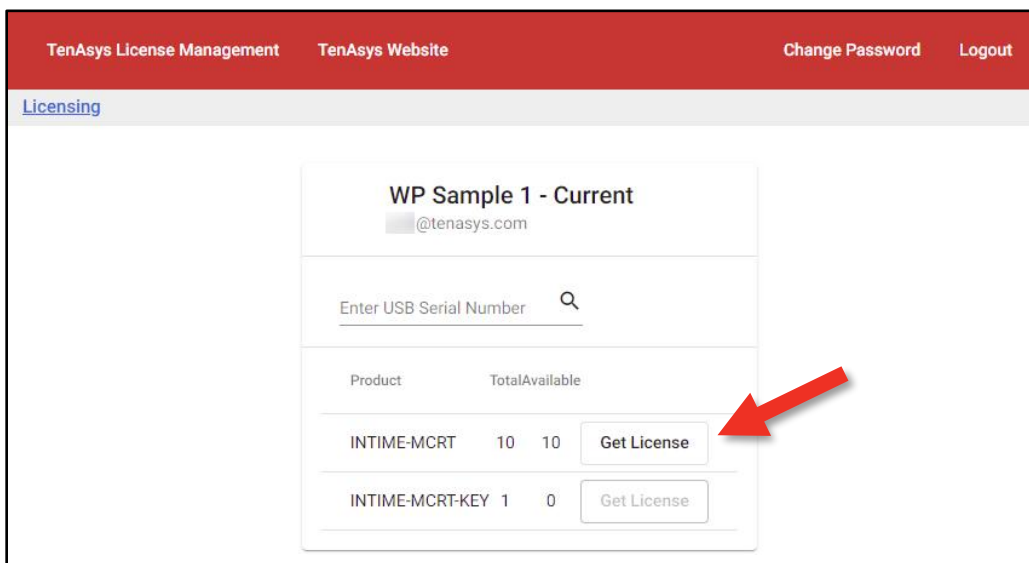 TenAsys License Management TenAsys Website Change Password Logout
Licensing
WP Sample 1 - Current
@tenasys.com
Enter USB Serial Number
Product TotalAvailable
INTIME-MCRT 10 10 Get License
INTIME-MCRT-KEY 1 0 Get License